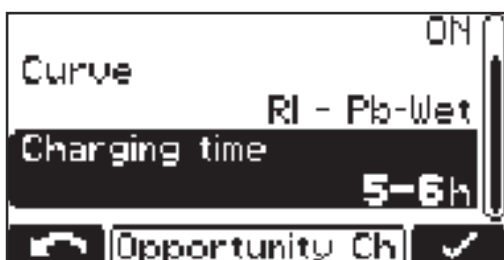 ON
Curve
RI - Pb-Wet
Charging time
5-6h
Opportunity Ch